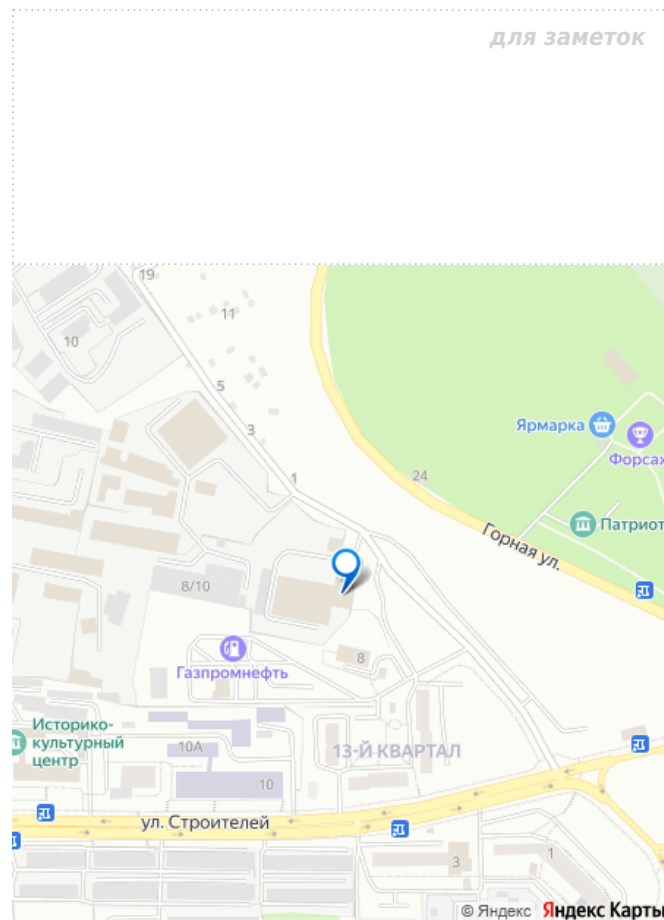 для заметок
19
11
10
5
3
1
Ярмарка
Форсаж
24
Горная ул.
Патриот
8/10
8
Газпромнефть
Историко-
культурный
центр
10А
13-Й КВАРТАЛ
10
ул. Строителей
3
1
© Яндекс Яндекс Карты